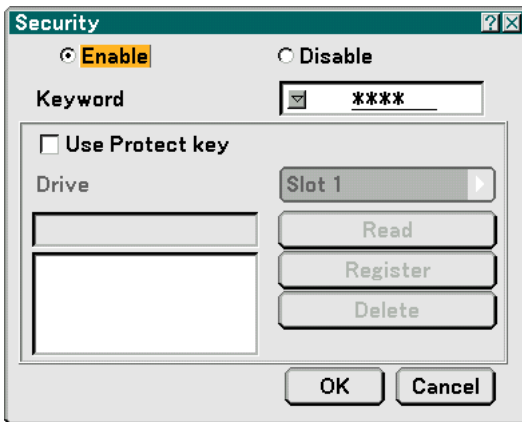 Security
Enable Disable
Keyword ****
Use Protect key
Drive Slot 1
Read
Register
Delete
OK Cancel